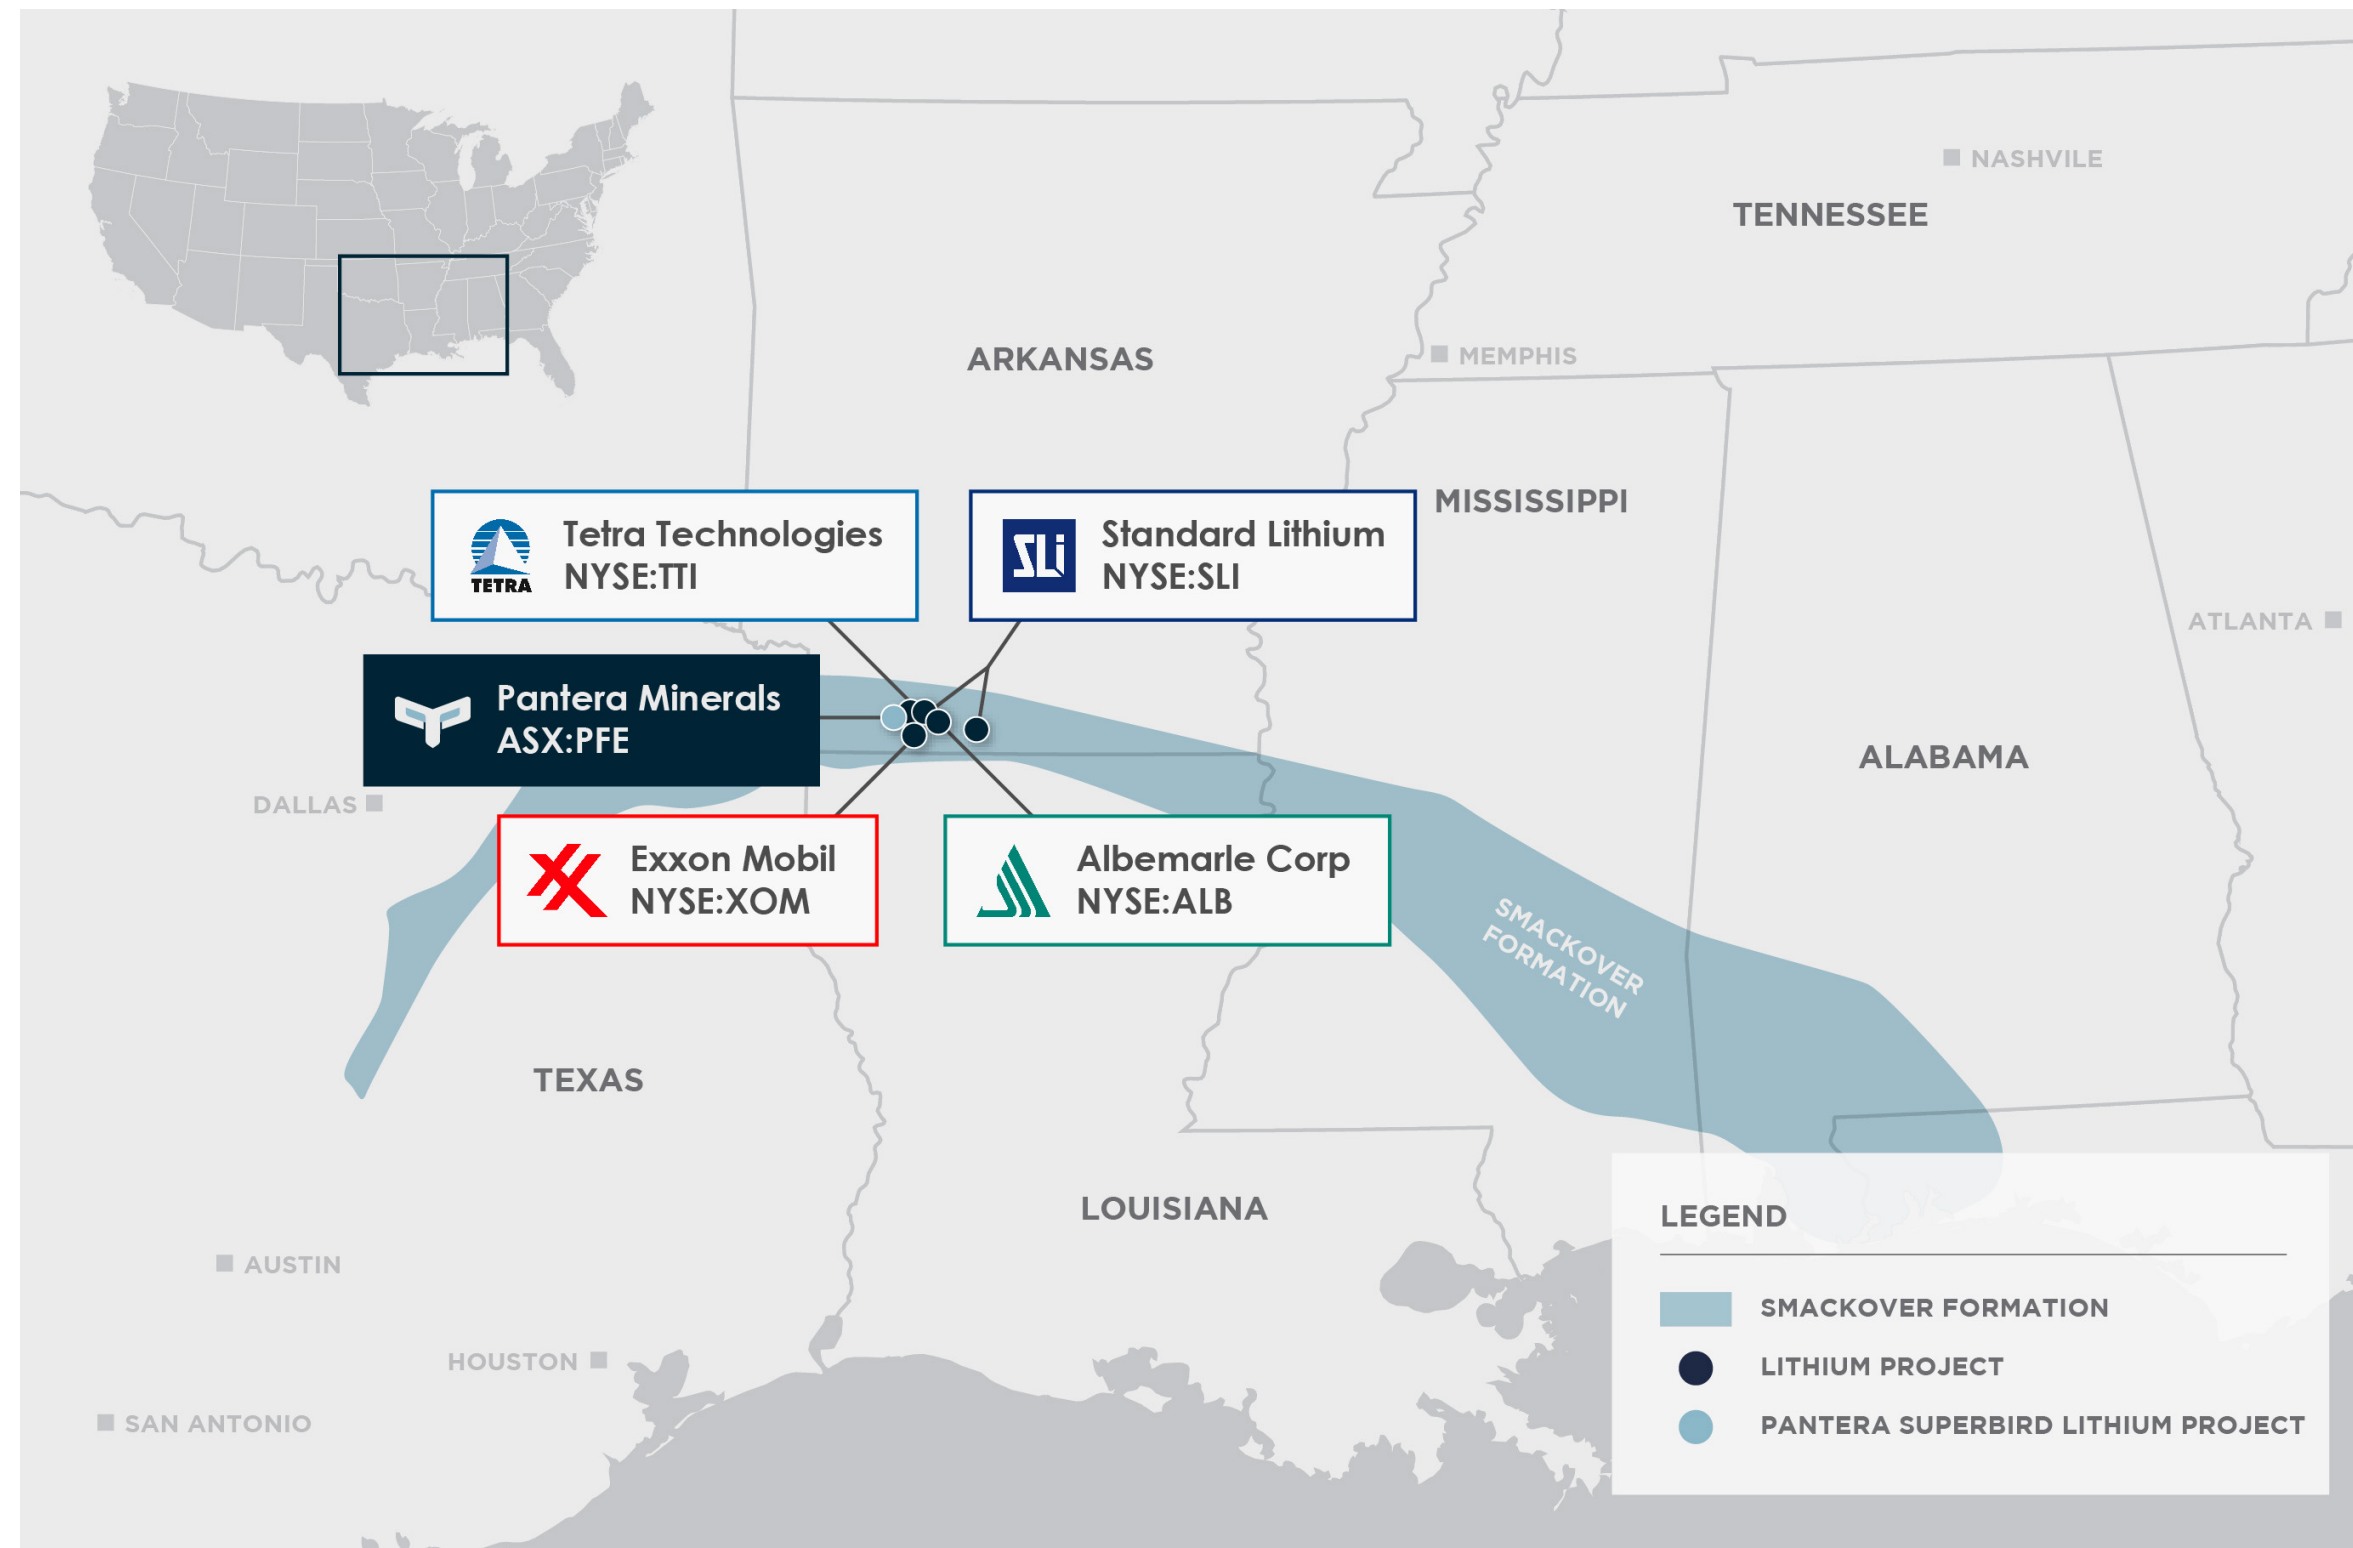 NASHVILE
TENNESSEE
ARKANSAS
MEMPHIS
MISSISSIPPI
TETRA
Tetra Technologies
NYSE:TTI
SLi
Standard Lithium
NYSE:SLI
ATLANTA
Pantera Minerals
ASX:PFE
ALABAMA
DALLAS
Exxon Mobil
NYSE:XOM
Albemarle Corp
NYSE:ALB
SMACKOVER
FORMATION
TEXAS
LOUISIANA
AUSTIN
HOUSTON
SAN ANTONIO
LEGEND
SMACKOVER FORMATION
LITHIUM PROJECT
PANTERA SUPERBIRD LITHIUM PROJECT